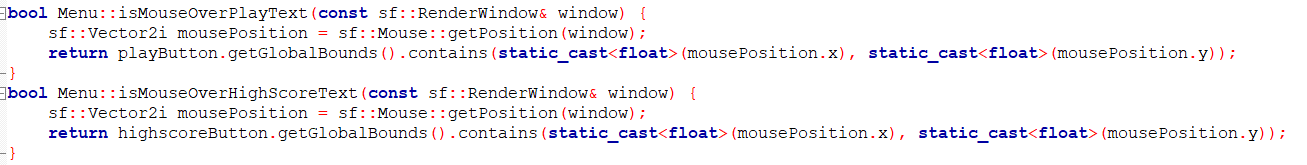 bool Menu::isMouseOverPlayText(const sf::RenderWindow& window) {
    sf::Vector2i mousePosition = sf::Mouse::getPosition(window);
    return playButton.getGlobalBounds().contains(static_cast<float>(mousePosition.x), static_cast<float>(mousePosition.y));
}
bool Menu::isMouseOverHighScoreText(const sf::RenderWindow& window) {
    sf::Vector2i mousePosition = sf::Mouse::getPosition(window);
    return highscoreButton.getGlobalBounds().contains(static_cast<float>(mousePosition.x), static_cast<float>(mousePosition.y));
}